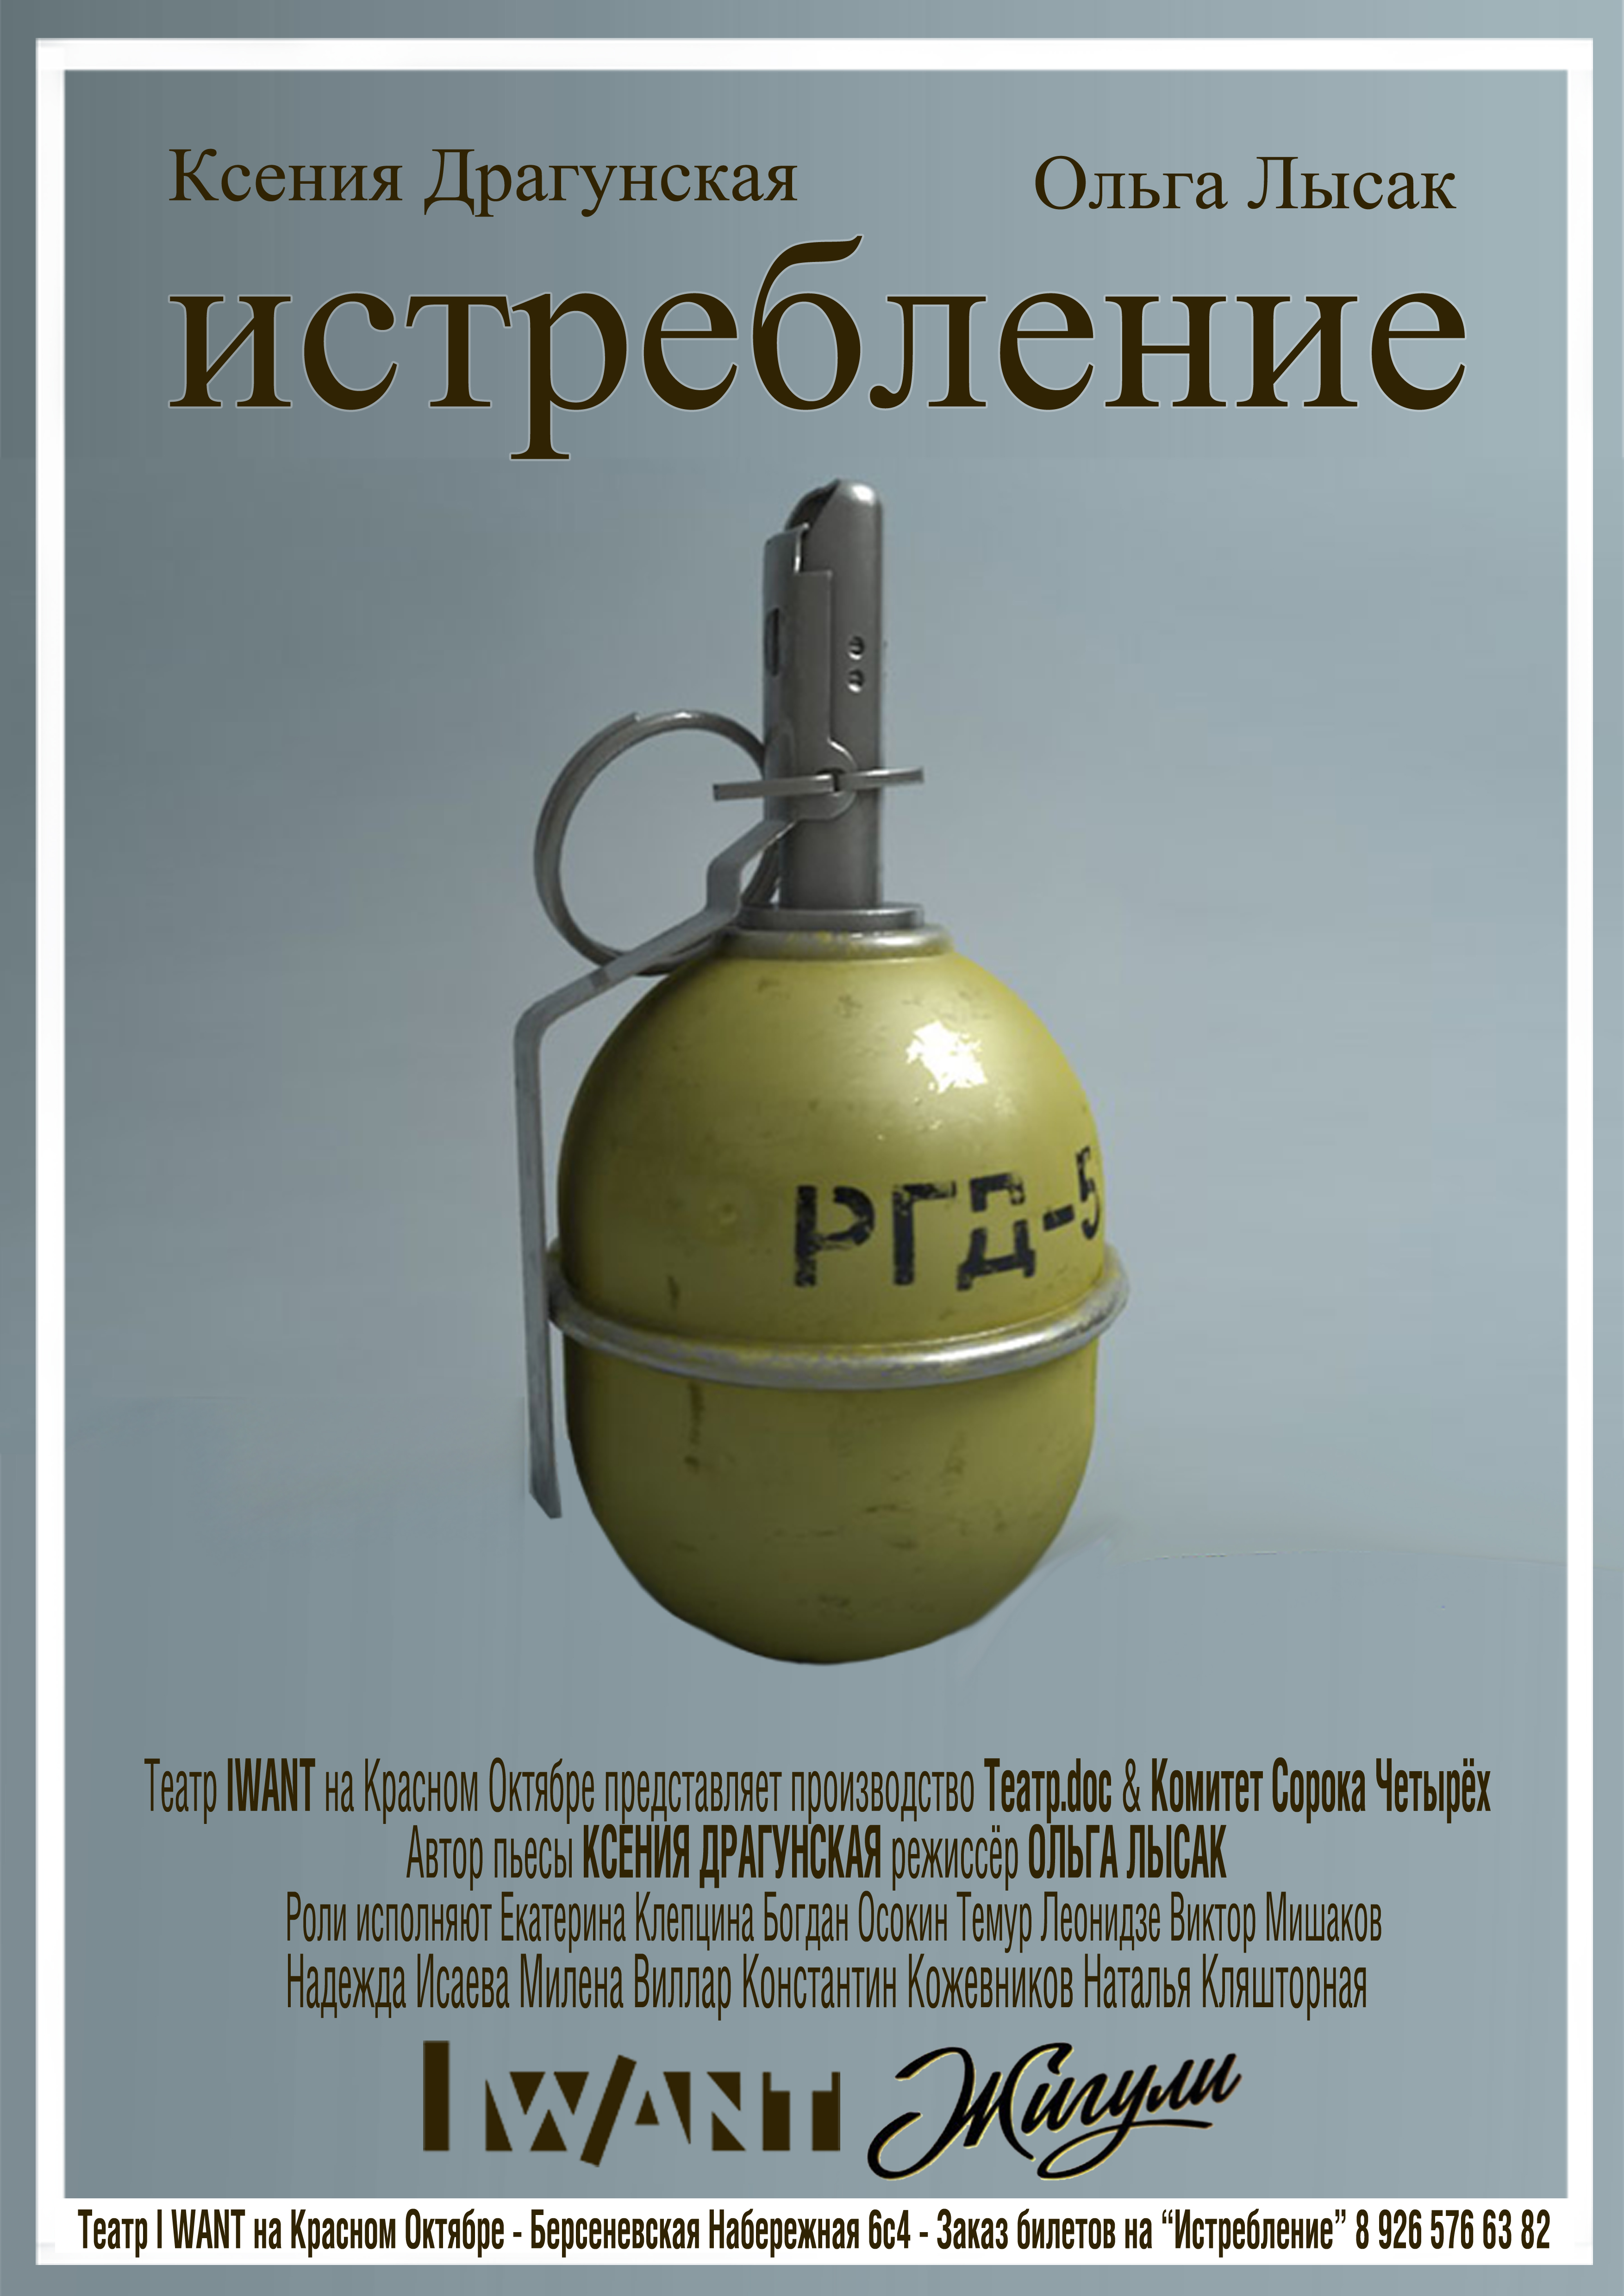 Ксения Драгунская Ольга Лысак
истребление
РГД-5
Театр IWANT на Красном Октябре представляет производство Театр.doc & Комитет Сорока Четырёх
Автор пьесы КСЕНИЯ ДРАГУНСКАЯ режиссёр ОЛЬГА ЛЫСАК
Роли исполняют Екатерина Клепцина Богдан Осокин Темур Леонидзе Виктор Мишаков
Надежда Исаева Милена Виллар Константин Кожевников Наталья Кляшторная
I WANT Жигули
Театр I WANT на Красном Октябре - Берсеневская Набережная 6с4 - Заказ билетов на “Истребление” 8 926 576 63 82